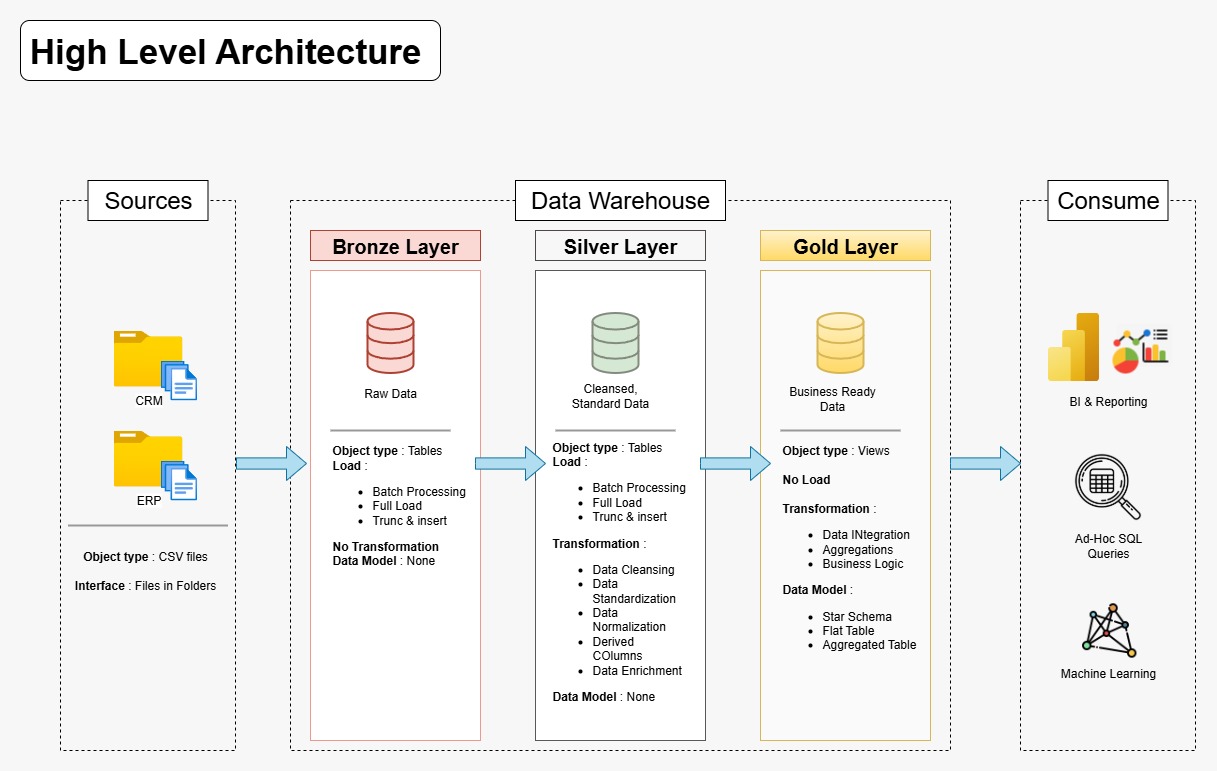 High Level Architecture
Sources
CRM
ERP
Object type : CSV files
Interface : Files in Folders
Data Warehouse
Bronze Layer
Raw Data
Object type : Tables
Load :
Batch Processing
Full Load
Trunc & insert
No Transformation
Data Model : None
Silver Layer
Cleansed,
Standard Data
Object type : Tables
Load :
Batch Processing
Full Load
Trunc & insert
Transformation :
Data Cleansing
Data
Standardization
Data
Normalization
Derived
COlumns
Data Enrichment
Data Model : None
Gold Layer
Business Ready
Data
Object type : Views
No Load
Transformation :
Data INtegration
Aggregations
Business Logic
Data Model :
Star Schema
Flat Table
Aggregated Table
Consume
BI & Reporting
Ad-Hoc SQL
Queries
Machine Learning